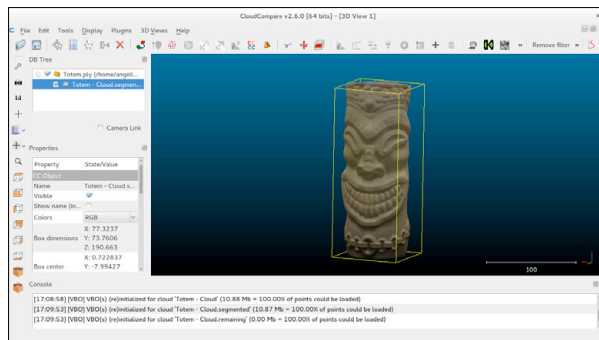 CloudCompare v2.6.0 [64 bits] - [3D View 1]
File Edit Tools Display Plugins 3D Views Help
Remove filter »
DB Tree
Totem.ply (/home/angeli...
Totem - Cloud.segmen...
Camera Link
Properties
Property State/Value
CC Object
Name Totem - Cloud.s...
Visible
Show name (in...
Colors RGB
X: 77.3237
Box dimensions Y: 73.7606
Z: 190.663
X: 0.722837
Box center Y: -7.99427
100
Console
[17:08:58] [VBO] VBO(s) (re)initialized for cloud 'Totem - Cloud' (10.88 Mb = 100.00% of points could be loaded)
[17:09:53] [VBO] VBO(s) (re)initialized for cloud 'Totem - Cloud.segmented' (10.87 Mb = 100.00% of points could be loaded)
[17:09:53] [VBO] VBO(s) (re)initialized for cloud 'Totem - Cloud.remaining' (0.00 Mb = 100.00% of points could be loaded)